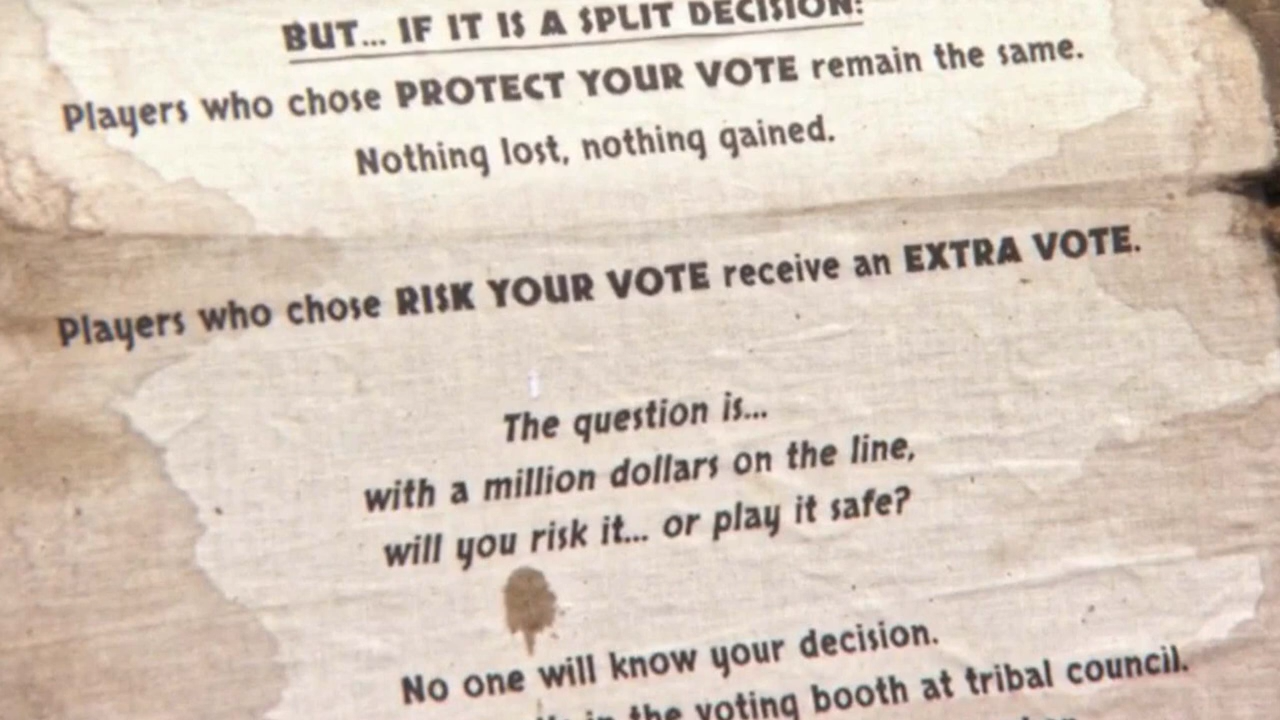 BUT... IF IT IS A SPLIT DECISION:
Players who chose PROTECT YOUR VOTE remain the same.
Nothing lost, nothing gained.
Players who chose RISK YOUR VOTE receive an EXTRA VOTE.
The question is...
with a million dollars on the line,
will you risk it... or play it safe?
No one will know your decision.
in the voting booth at tribal council.